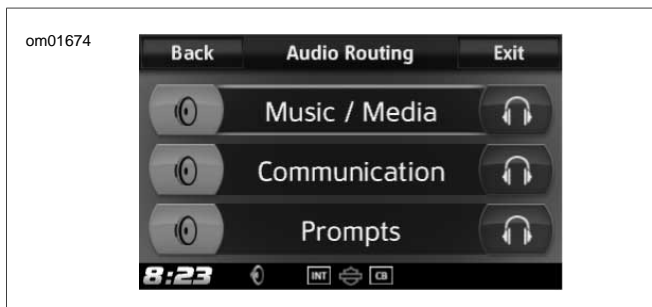 om01674
Back Audio Routing Exit
Music / Media
Communication
Prompts
8:23 INT CB